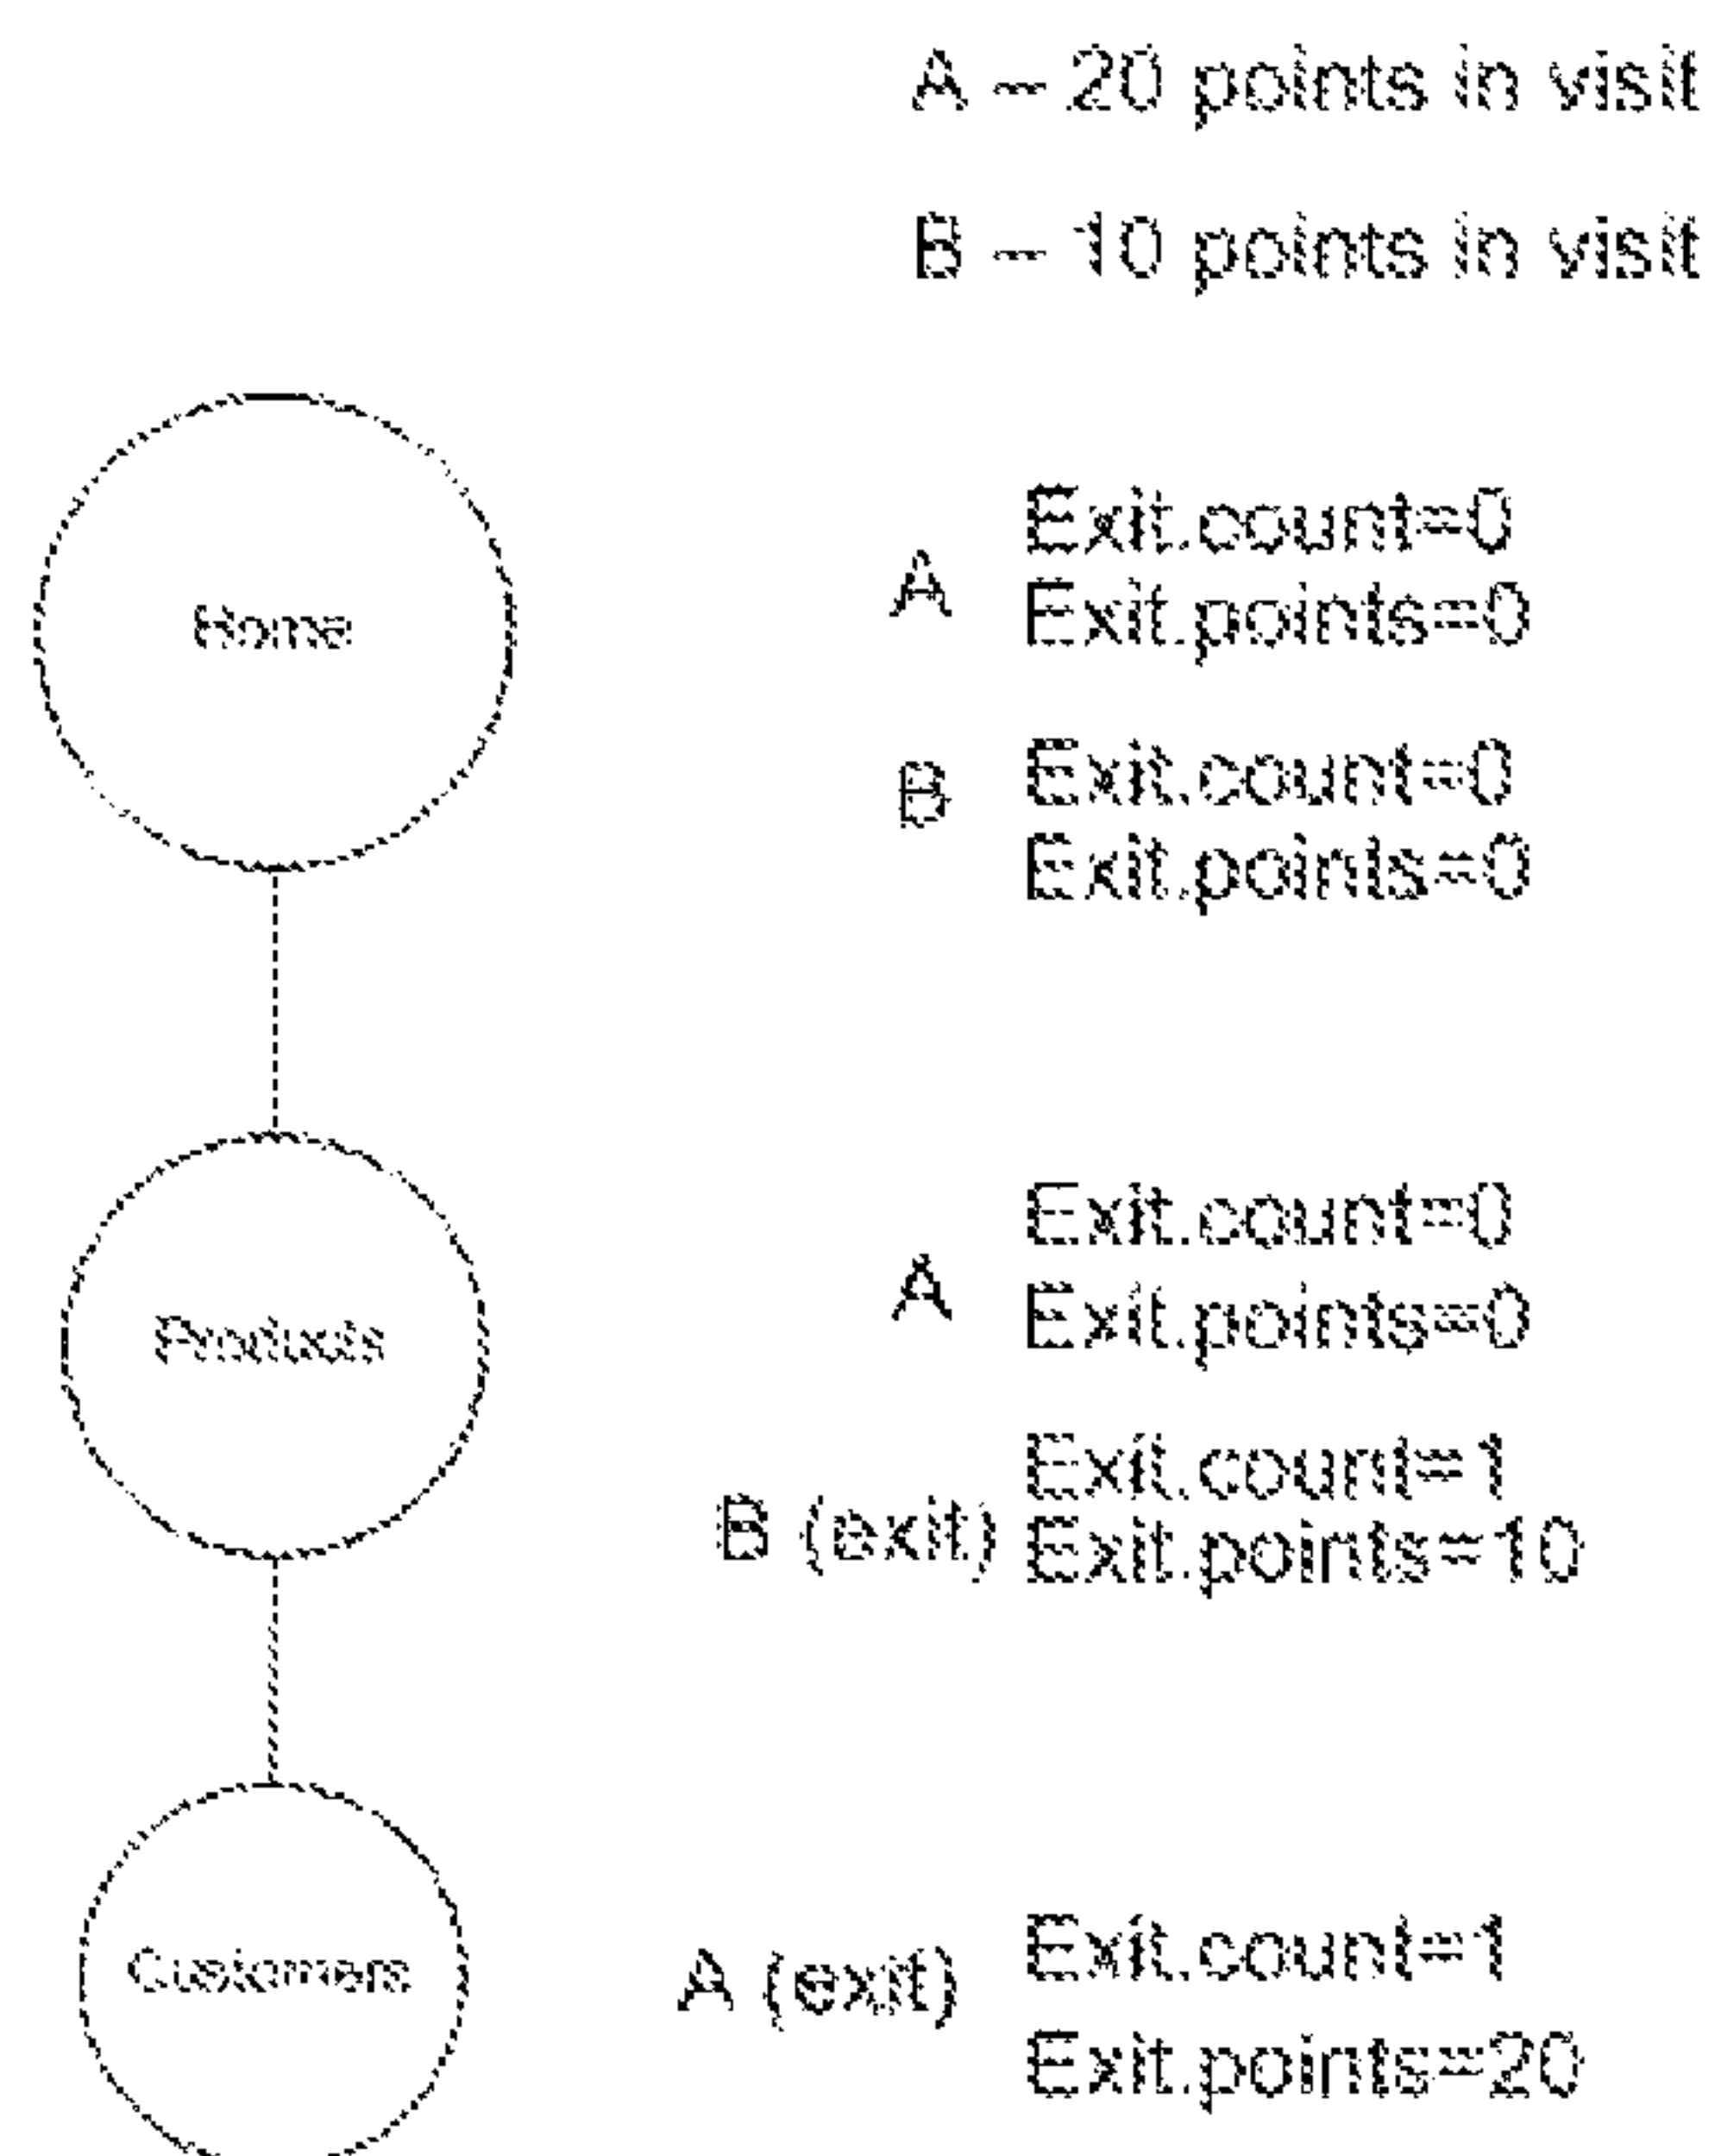 A – 20 points in visit
B – 10 points in visit
Home
A
Exit.count=0
Exit.points=0
B
Exit.count=0
Exit.points=0
Products
A
Exit.count=0
Exit.points=0
B (exit)
Exit.count=1
Exit.points=10
Customers
A (exit)
Exit.count=1
Exit.points=20